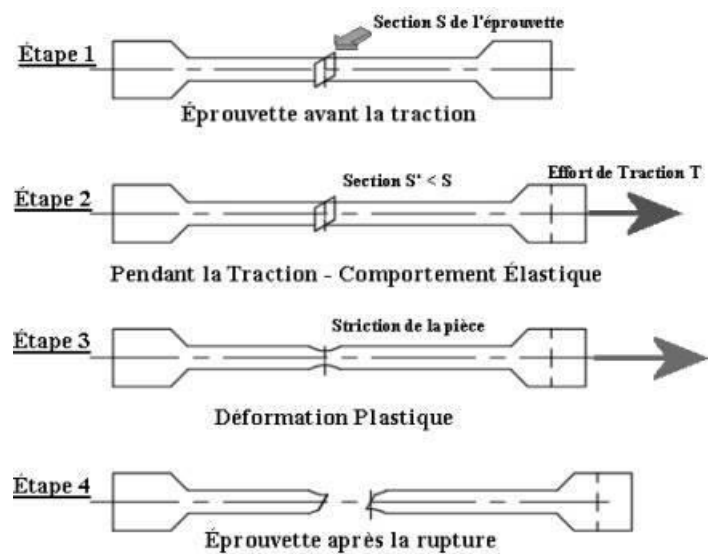 Section S de l'éprouvette
Étape 1
Éprouvette avant la traction
Effort de Traction T
Étape 2
Section S' < S
Pendant la Traction - Comportement Élastique
Étape 3
Striction de la pièce
Déformation Plastique
Étape 4
Éprouvette après la rupture